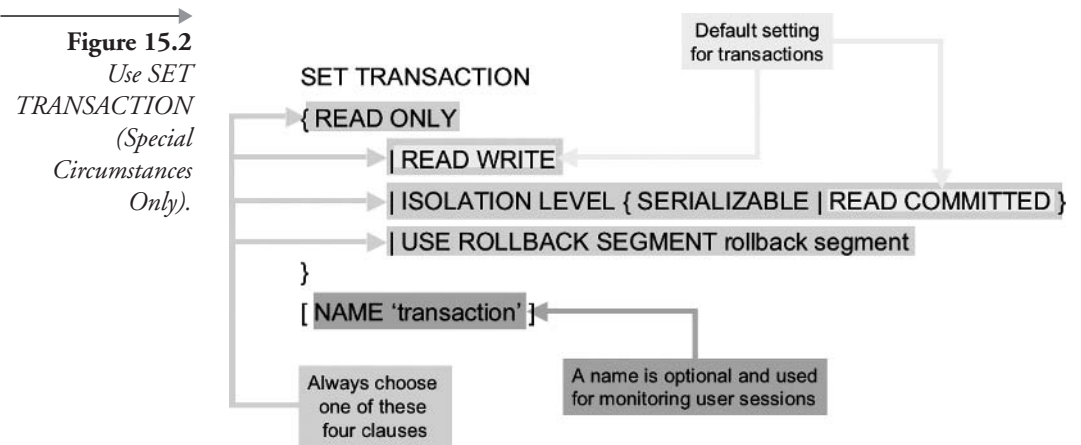 Figure 15.2
Use SET
TRANSACTION
(Special
Circumstances
Only).
Default setting
for transactions
SET TRANSACTION
{ READ ONLY
| READ WRITE
| ISOLATION LEVEL { SERIALIZABLE | READ COMMITTED }
| USE ROLLBACK SEGMENT rollback segment
}
[ NAME ‘transaction’ ]
Always choose
one of these
four clauses
A name is optional and used
for monitoring user sessions